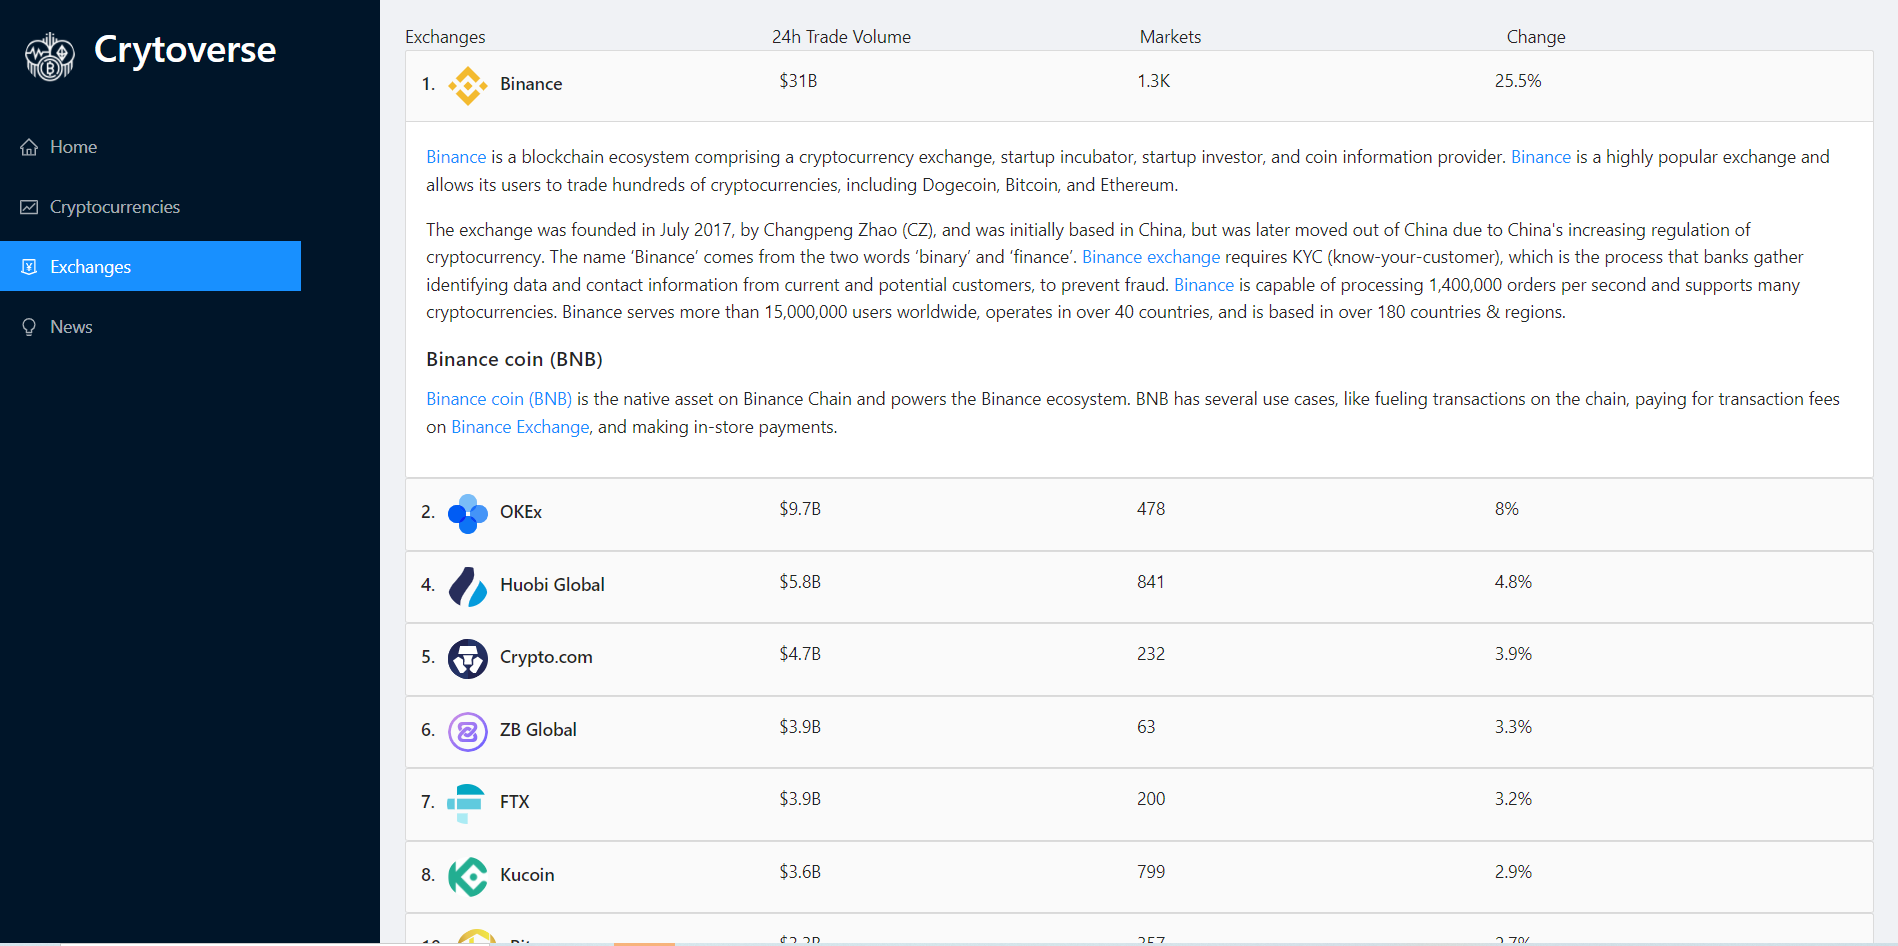 Crytoverse
Home
Cryptocurrencies
Exchanges
News
Exchanges 24h Trade Volume Markets Change
1. Binance $31B 1.3K 25.5%
Binance is a blockchain ecosystem comprising a cryptocurrency exchange, startup incubator, startup investor, and coin information provider. Binance is a highly popular exchange and
allows its users to trade hundreds of cryptocurrencies, including Dogecoin, Bitcoin, and Ethereum.
The exchange was founded in July 2017, by Changpeng Zhao (CZ), and was initially based in China, but was later moved out of China due to China's increasing regulation of
cryptocurrency. The name ‘Binance’ comes from the two words ‘binary’ and ‘finance’. Binance exchange requires KYC (know-your-customer), which is the process that banks gather
identifying data and contact information from current and potential customers, to prevent fraud. Binance is capable of processing 1,400,000 orders per second and supports many
cryptocurrencies. Binance serves more than 15,000,000 users worldwide, operates in over 40 countries, and is based in over 180 countries & regions.
Binance coin (BNB)
Binance coin (BNB) is the native asset on Binance Chain and powers the Binance ecosystem. BNB has several use cases, like fueling transactions on the chain, paying for transaction fees
on Binance Exchange, and making in-store payments.
2. OKEx $9.7B 478 8%
4. Huobi Global $5.8B 841 4.8%
5. Crypto.com $4.7B 232 3.9%
6. ZB Global $3.9B 63 3.3%
7. FTX $3.9B 200 3.2%
8. Kucoin $3.6B 799 2.9%